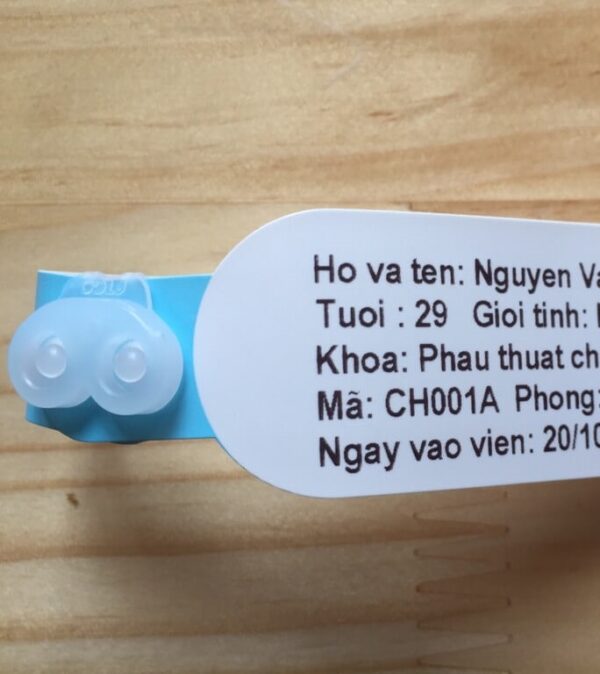 Ho va ten: Nguyen Va
Tuoi : 29 Gioi tinh:
Khoa: Phau thuat ch
Mã: CH001A Phong:
Ngay vao vien: 20/10